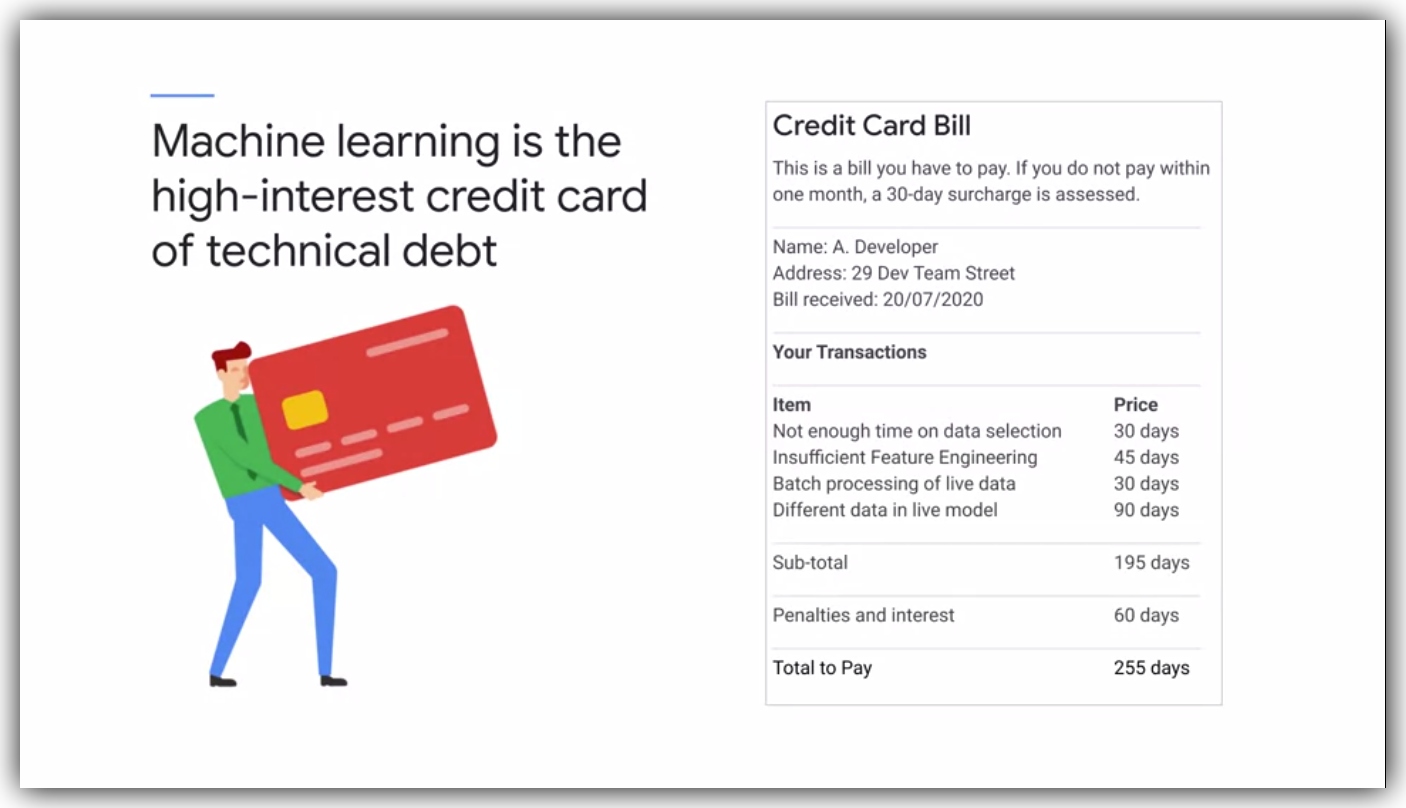 Machine learning is the
high-interest credit card
of technical debt
Credit Card Bill
This is a bill you have to pay. If you do not pay within
one month, a 30-day surcharge is assessed.
Name: A. Developer
Address: 29 Dev Team Street
Bill received: 20/07/2020
Your Transactions
Item Price
Not enough time on data selection 30 days
Insufficient Feature Engineering 45 days
Batch processing of live data 30 days
Different data in live model 90 days
Sub-total 195 days
Penalties and interest 60 days
Total to Pay 255 days